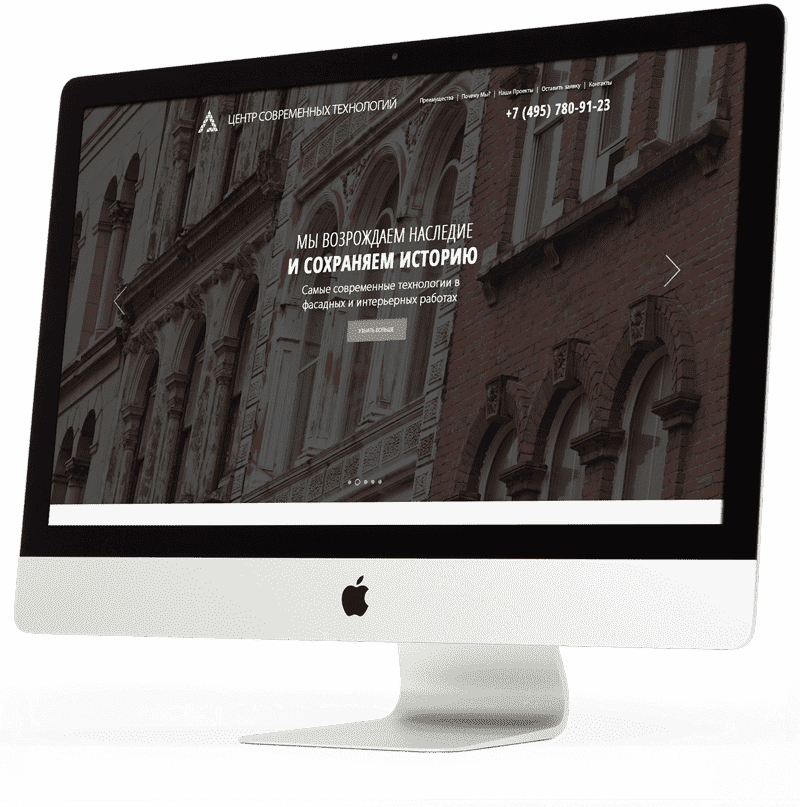 ЦЕНТР СОВРЕМЕННЫХ ТЕХНОЛОГИЙ
Преимущества | Почему Мы? | Наши Проекты | Оставить заявку | Контакты
+7 (495) 780-91-23
МЫ ВОЗРОЖДАЕМ НАСЛЕДИЕ
И СОХРАНЯЕМ ИСТОРИЮ
Самые современные технологии в
фасадных и интерьерных работах
УЗНАТЬ БОЛЬШЕ